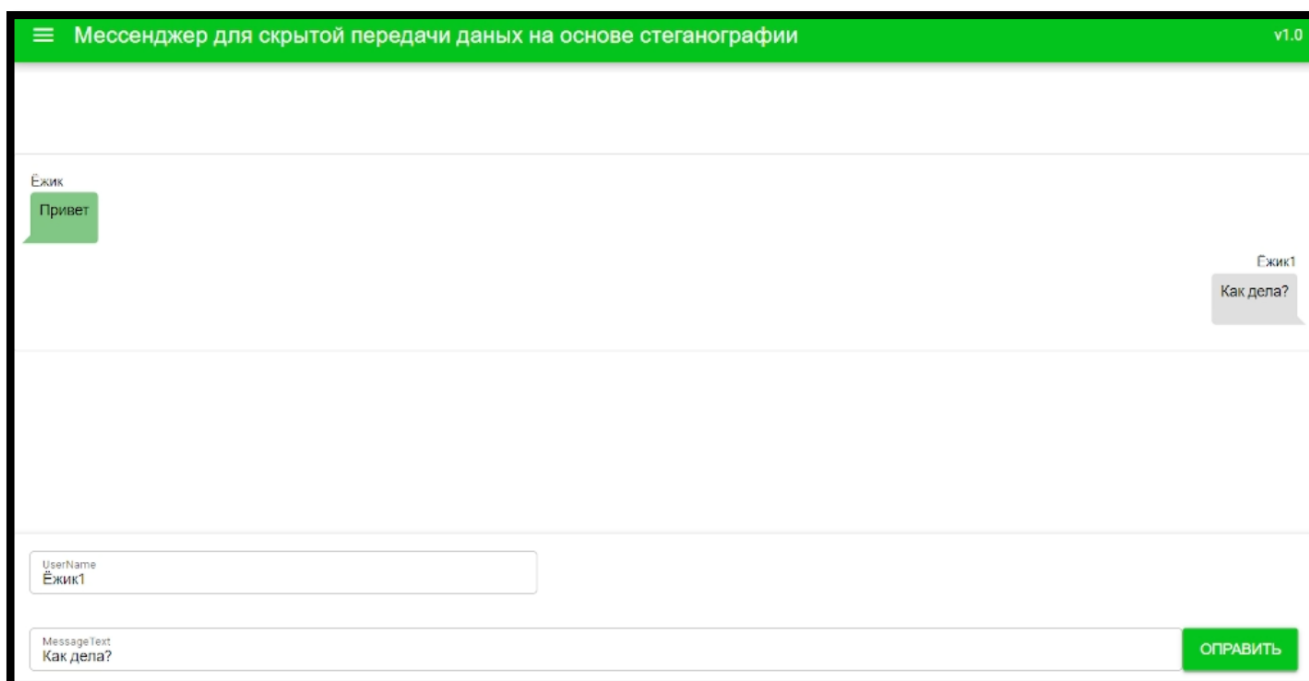 Мессенджер для скрытой передачи даных на основе стеганографии v1.0
Ёжик
Привет
Ёжик1
Как дела?
UserName
Ёжик1
MessageText
Как дела?
ОПРАВИТЬ